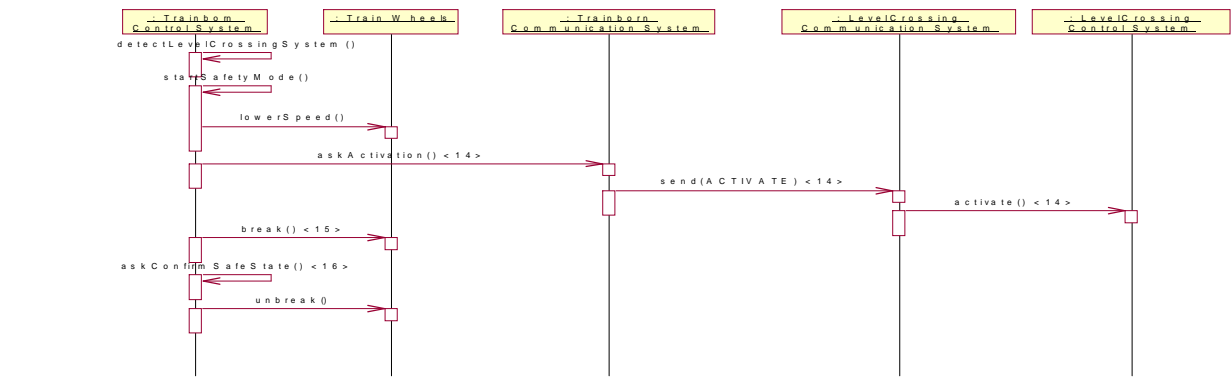 : Trainbom
Control System
: Train Wheels
: Trainborn
Communication System
: LevelCrossing
Communication System
: LevelCrossing
Control System
detectLevelCrossingSystem ()
startSafetyMode()
lowerSpeed()
askActivation() <14>
send(ACTIVATE) <14>
activate() <14>
break() <15>
askConfirmSafeState() <16>
unbreak()